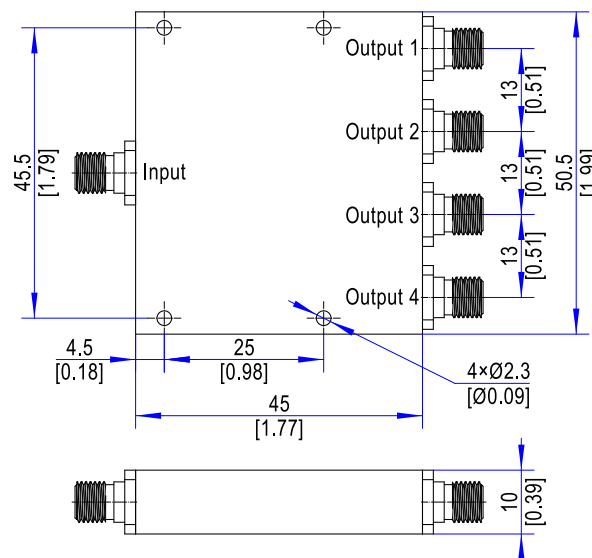 Output 1
13
[0.51]
Output 2
45.5
[1.79]
Input
13
[0.51]
50.5
[1.99]
Output 3
13
[0.51]
Output 4
4.5
[0.18]
25
[0.98]
4×Ø2.3
[Ø0.09]
45
[1.77]
10
[0.39]